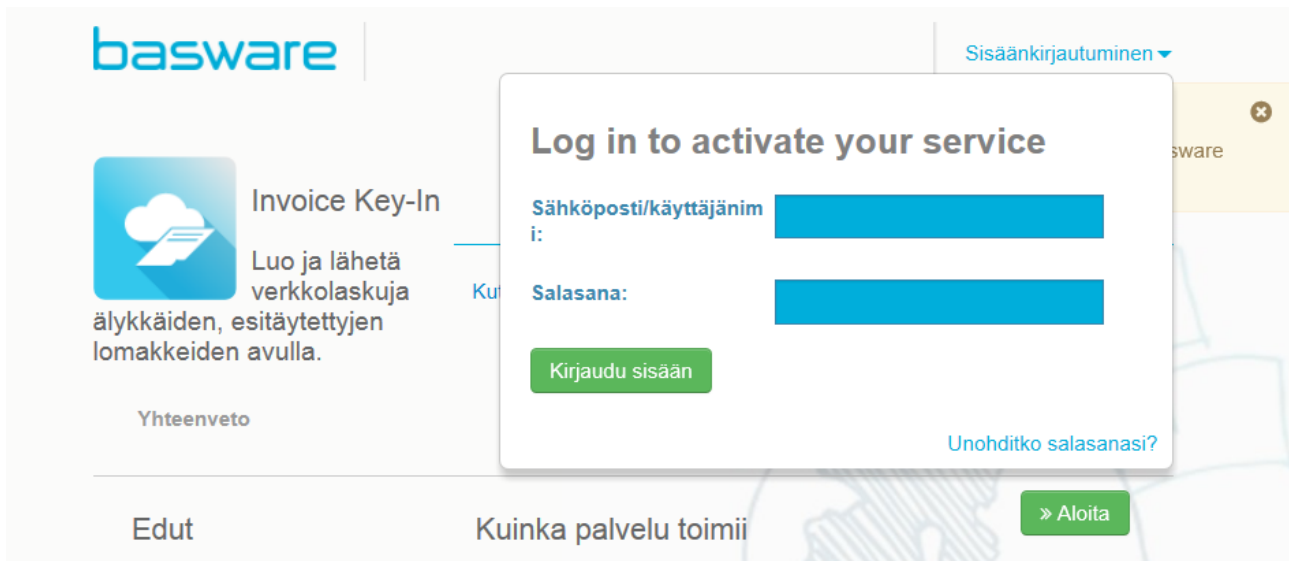 basware
Sisäänkirjautuminen
sware
Log in to activate your service
Sähköposti/käyttäjänim
i:
Salasana:
Kirjaudu sisään
Unohditko salasanasi?
Invoice Key-In
Luo ja lähetä
verkkolaskuja
älykkäiden, esitäytettyjen
lomakkeiden avulla.
Kut
Yhteenveto
Edut
Kuinka palvelu toimii
» Aloita